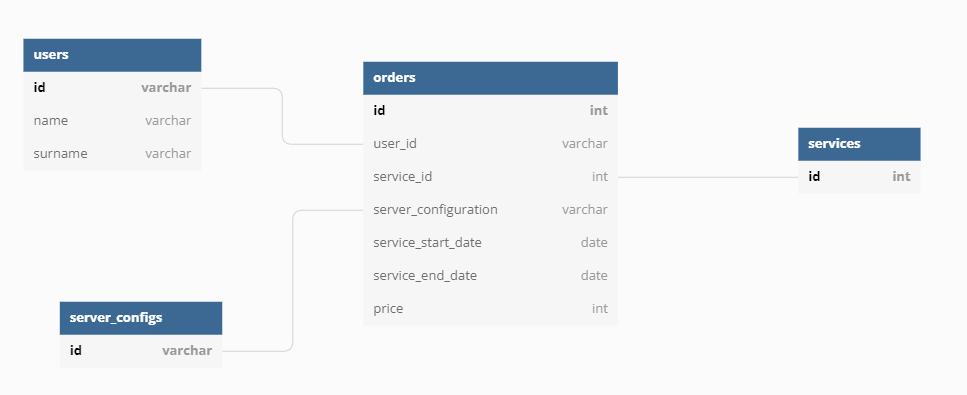 users
id varchar
name varchar
surname varchar
orders
id int
user_id varchar
service_id int
server_configuration varchar
service_start_date date
service_end_date date
price int
services
id int
server_configs
id varchar